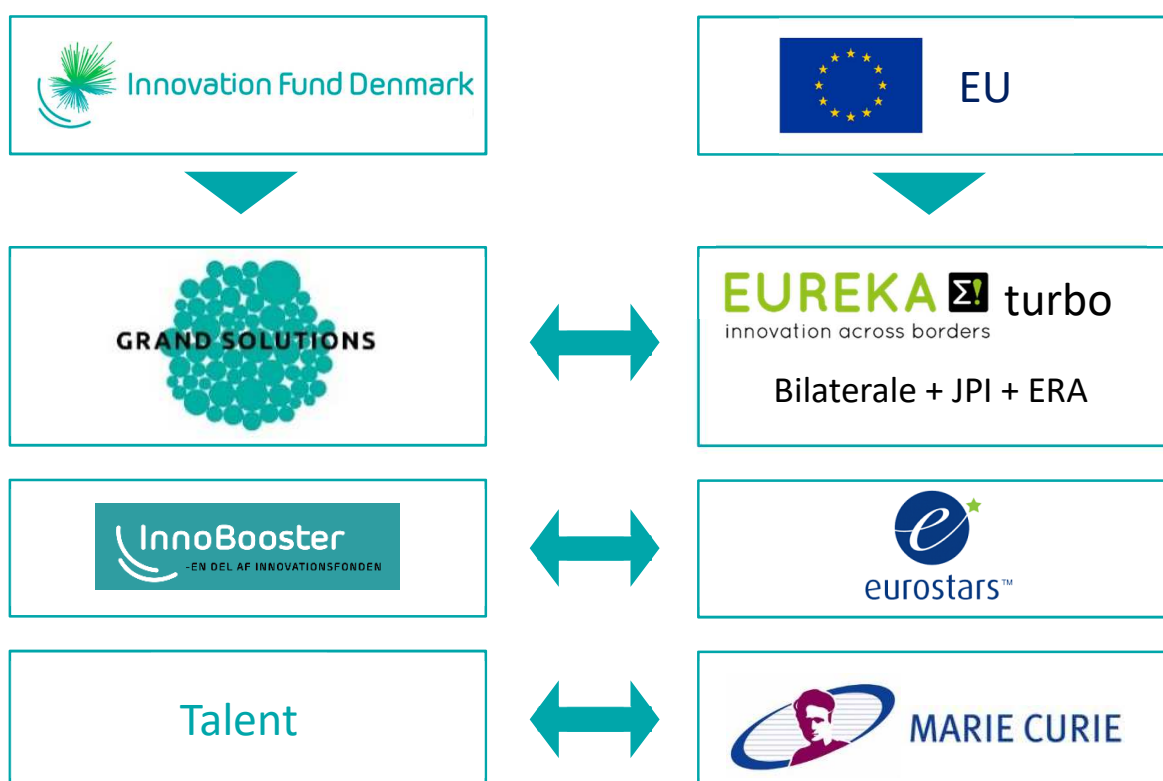 Innovation Fund Denmark
EU
GRAND SOLUTIONS
EUREKA Σ! turbo
innovation across borders
Bilaterale + JPI + ERA
InnoBooster
-EN DEL AF INNOVATIONSFONDEN
e
eurostars™
Talent
MARIE CURIE